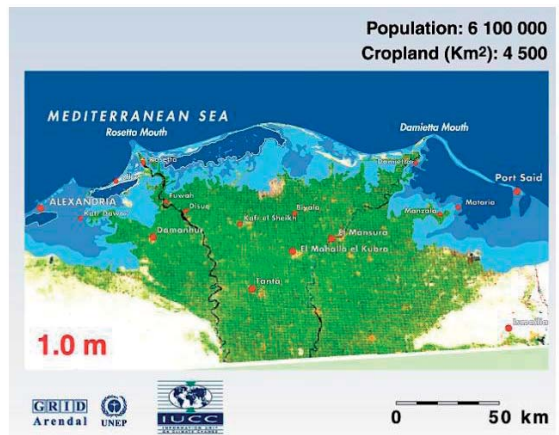 Population: 6 100 000
Cropland (Km²): 4 500
MEDITERRANEAN SEA
Rosetta Mouth
Damietta Mouth
Rosetta
Damietta
Port Said
ALEXANDRIA
Kafr Dawar
Fuwah
Disuq
Biyala
Manzala
Mataria
Kafr el Sheikh
Damanhur
El Mansura
El Mahalla el Kubra
Tanta
Ismailia
1.0 m
GRID
Arendal
UNEP
IUCC
0
50 km